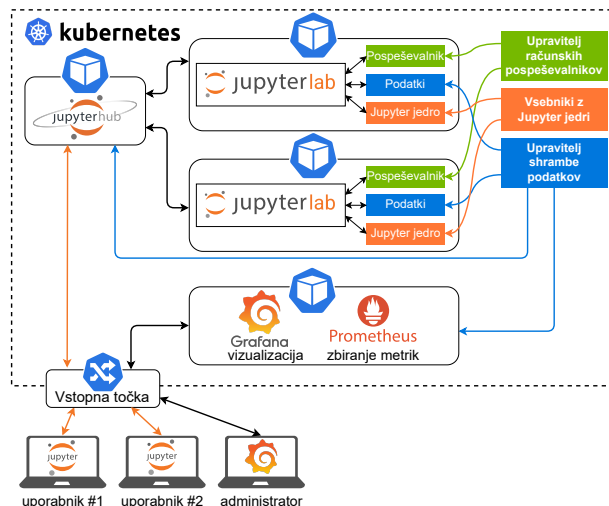 kubernetes
jupyterhub
jupyterlab
Pospeševalnik
Podatki
Jupyter jedro
Upravitelj
računskih
pospeševalnikov
Vsebniki z
Jupyter jedri
Upravitelj
shrambe
podatkov
jupyterlab
Pospeševalnik
Podatki
Jupyter jedro
Grafana
vizualizacija
Prometheus
zbiranje metrik
Vstopna točka
jupyter
jupyter
uporabnik #1
uporabnik #2
administrator